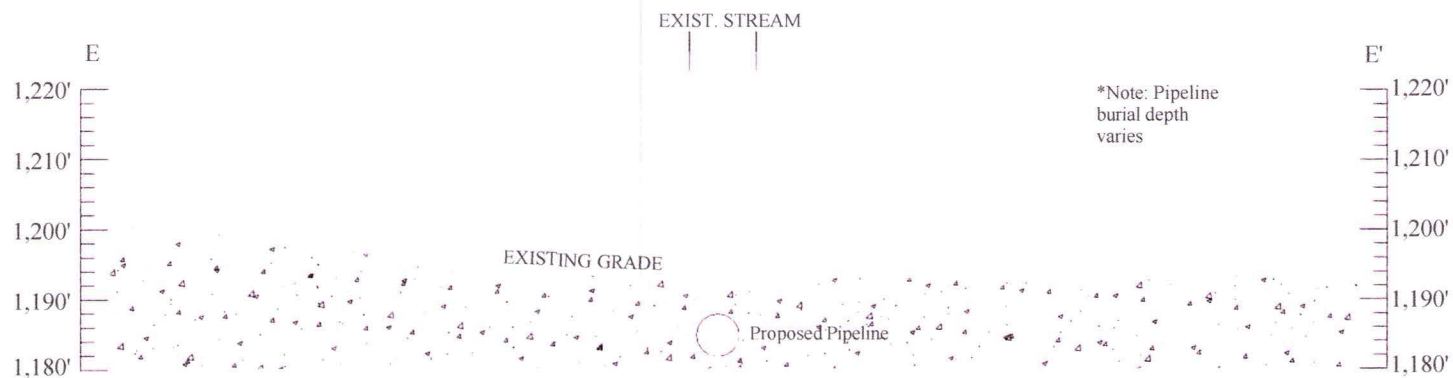 EXIST. STREAM
E
E'
1,220'
1,210'
1,200'
1,190'
1,180'
*Note: Pipeline
burial depth
varies
1,220'
1,210'
1,200'
1,190'
1,180'
EXISTING GRADE
Proposed Pipeline